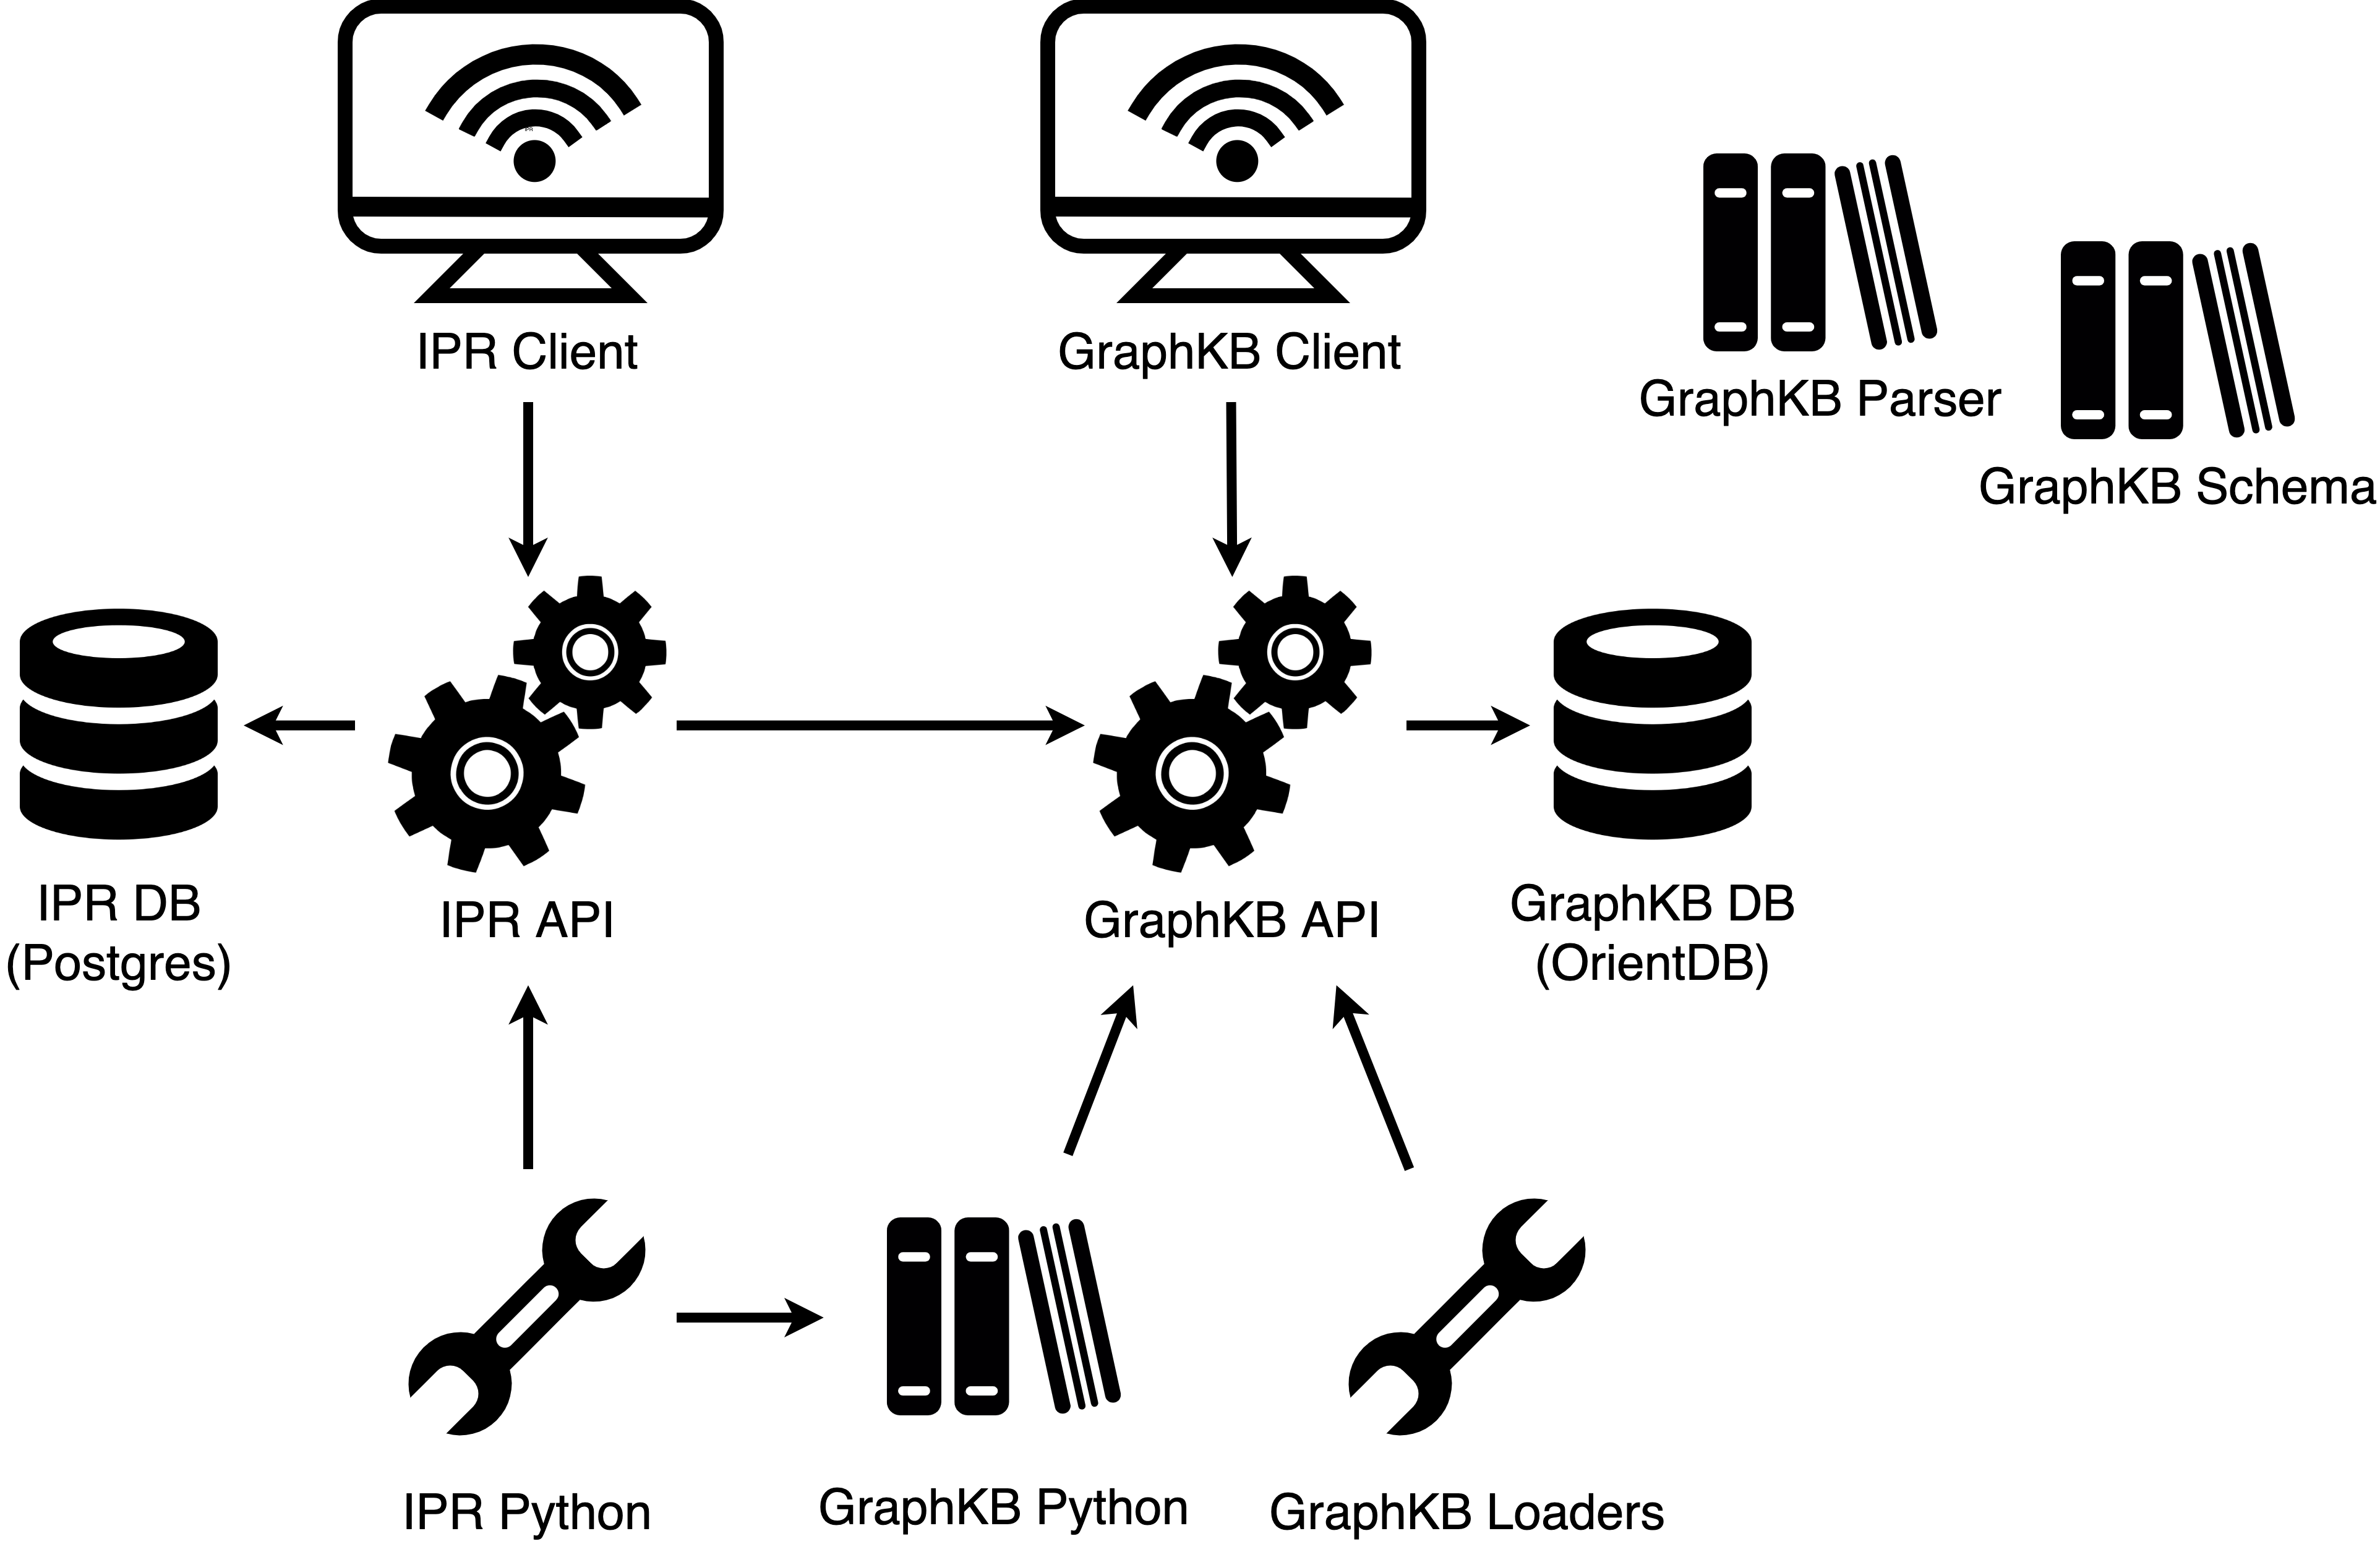 IPR Client
GraphKB Client
GraphKB Parser
GraphKB Schema
IPR DB
(Postgres)
IPR API
GraphKB API
GraphKB DB
(OrientDB)
IPR Python
GraphKB Python
GraphKB Loaders